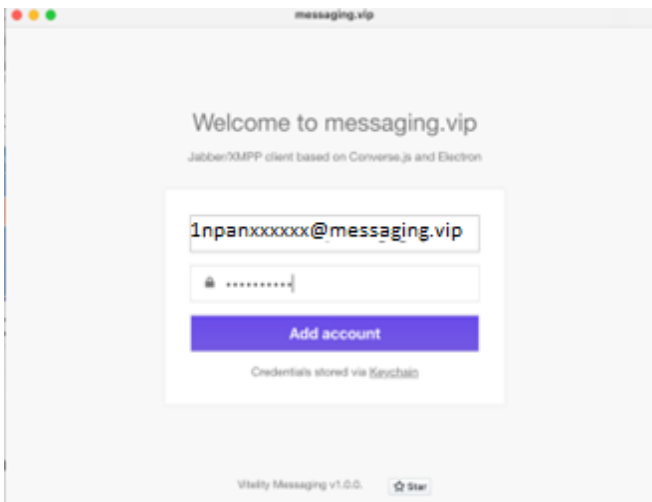 messaging.vip
Welcome to messaging.vip
Jabber/XMPP client based on Converse.js and Electron
1npanxxxxxx@messaging.vip
Add account
Credentials stored via Keychain
Vitelity Messaging v1.0.0. Star